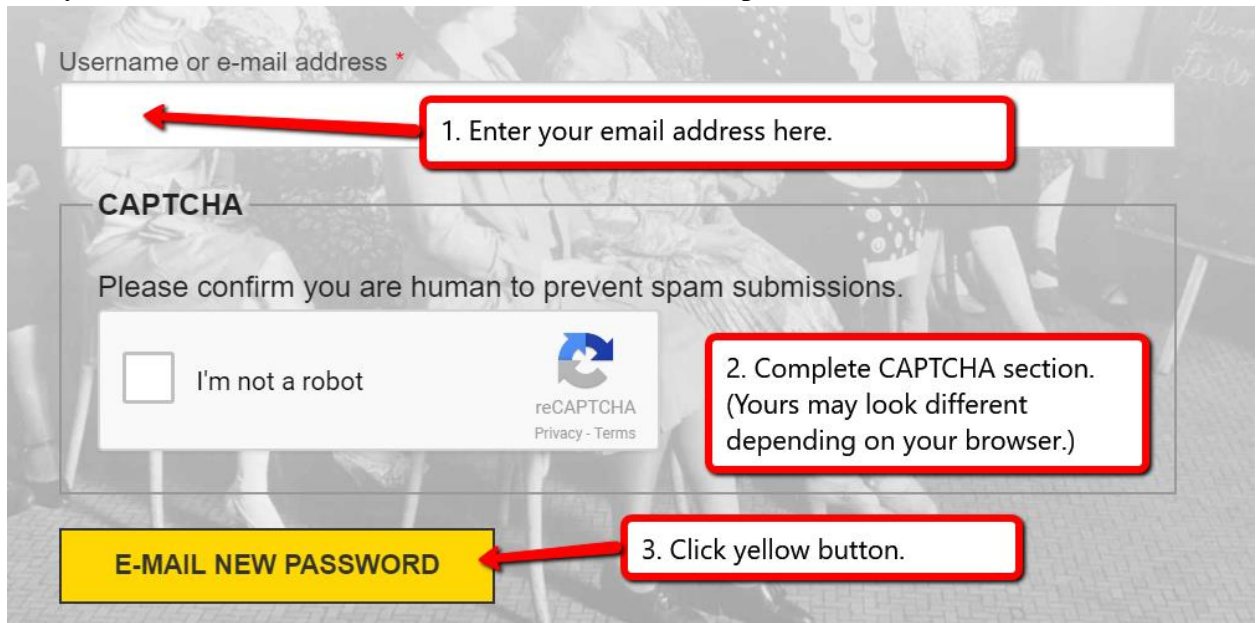 Username or e-mail address *
1. Enter your email address here.
CAPTCHA
Please confirm you are human to prevent spam submissions.
I'm not a robot
reCAPTCHA
Privacy - Terms
2. Complete CAPTCHA section.
(Yours may look different
depending on your browser.)
E-MAIL NEW PASSWORD
3. Click yellow button.